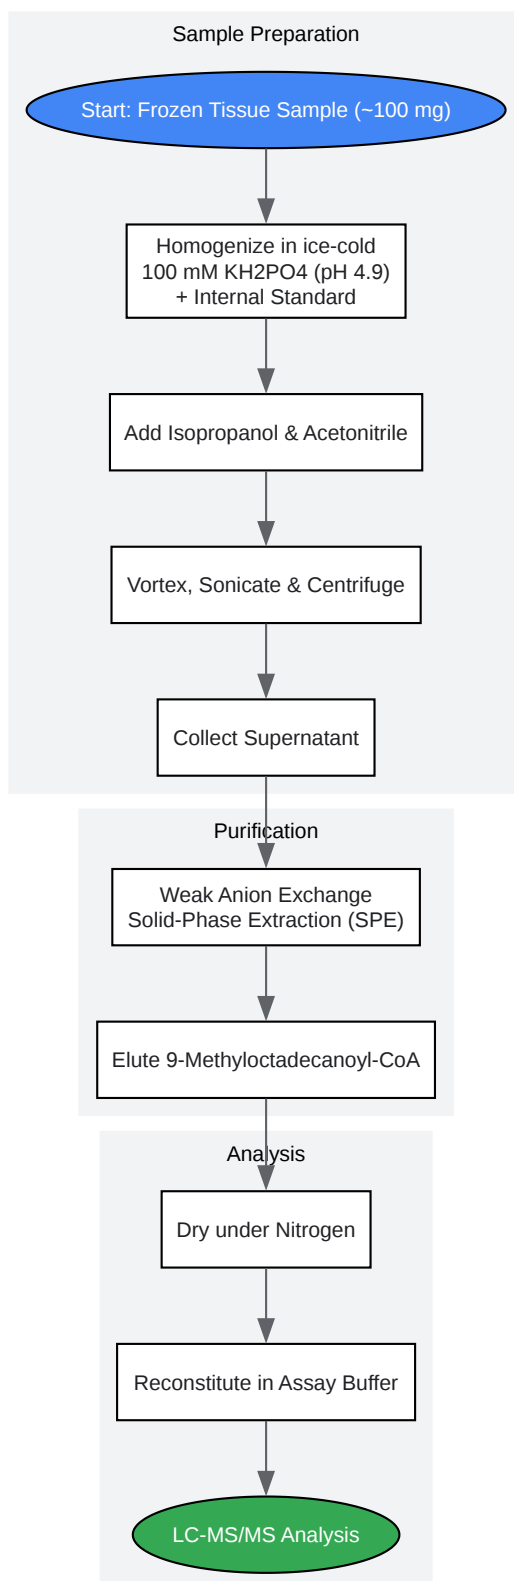 Sample Preparation
Start: Frozen Tissue Sample (~100 mg)
Homogenize in ice-cold
100 mM KH2PO4 (pH 4.9)
+ Internal Standard
Add Isopropanol & Acetonitrile
Vortex, Sonicate & Centrifuge
Collect Supernatant
Purification
Weak Anion Exchange
Solid-Phase Extraction (SPE)
Elute 9-Methyloctadecanoyl-CoA
Analysis
Dry under Nitrogen
Reconstitute in Assay Buffer
LC-MS/MS Analysis